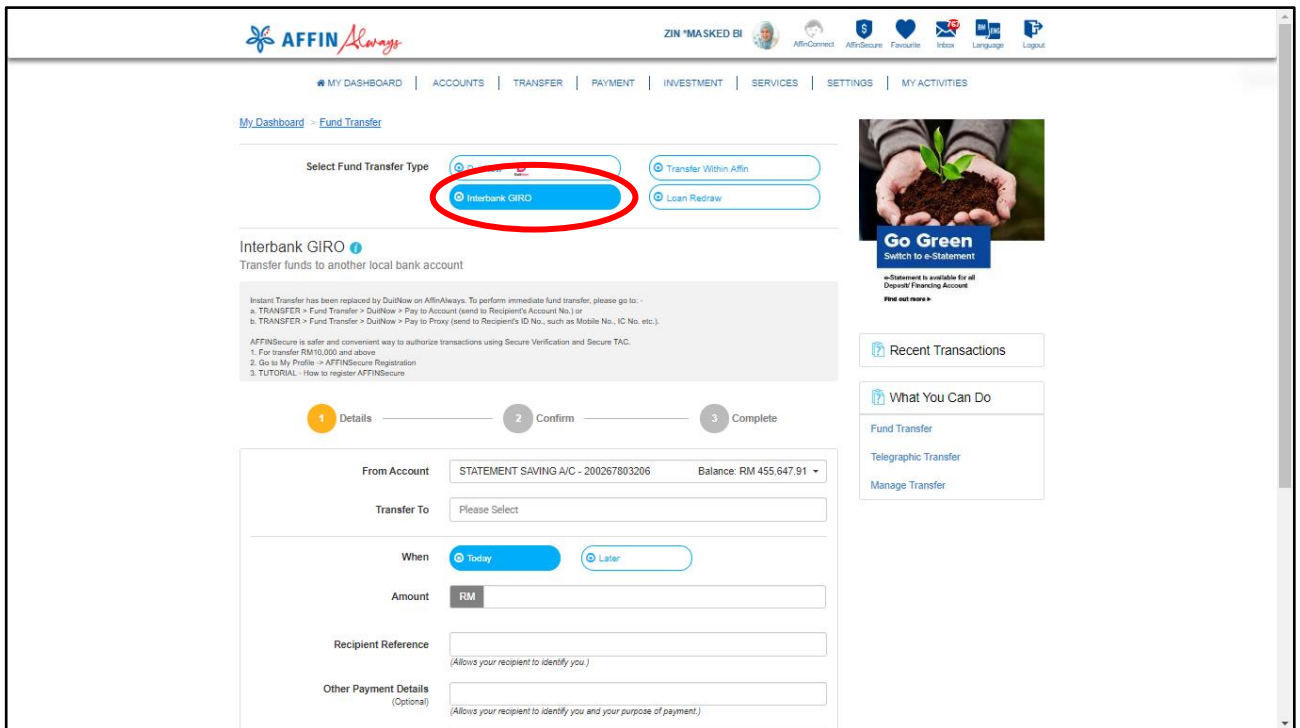 AFFIN Always
ZIN *MASKED BI
AffinConnect
AffinSecure
Favourite
767
Inbox
BM ENG
Language
Logout
MY DASHBOARD | ACCOUNTS | TRANSFER | PAYMENT | INVESTMENT | SERVICES | SETTINGS | MY ACTIVITIES
My Dashboard > Fund Transfer
Select Fund Transfer Type
Transfer Within Affin
Interbank GIRO
Loan Redraw
Interbank GIRO
Transfer funds to another local bank account
Instant Transfer has been replaced by DuitNow on AffinAlways. To perform immediate fund transfer, please go to: -
a. TRANSFER > Fund Transfer > DuitNow > Pay to Account (send to Recipient's Account No.) or
b. TRANSFER > Fund Transfer > DuitNow > Pay to Proxy (send to Recipient's ID No., such as Mobile No., IC No. etc.).
AFFINSecure is safer and convenient way to authorize transactions using Secure Verification and Secure TAC.
1. For transfer RM10,000 and above
2. Go to My Profile -> AFFINSecure Registration
3. TUTORIAL - How to register AFFINSecure
1 Details
2 Confirm
3 Complete
From Account
STATEMENT SAVING A/C - 200267803206 Balance: RM 455,647.91
Transfer To
Please Select
When
Today
Later
Amount
RM
Recipient Reference
(Allows your recipient to identify you.)
Other Payment Details
(Optional)
(Allows your recipient to identify you and your purpose of payment.)
Go Green
Switch to e-Statement
e-Statement is available for all
Deposit/ Financing Account
Find out more
Recent Transactions
What You Can Do
Fund Transfer
Telegraphic Transfer
Manage Transfer